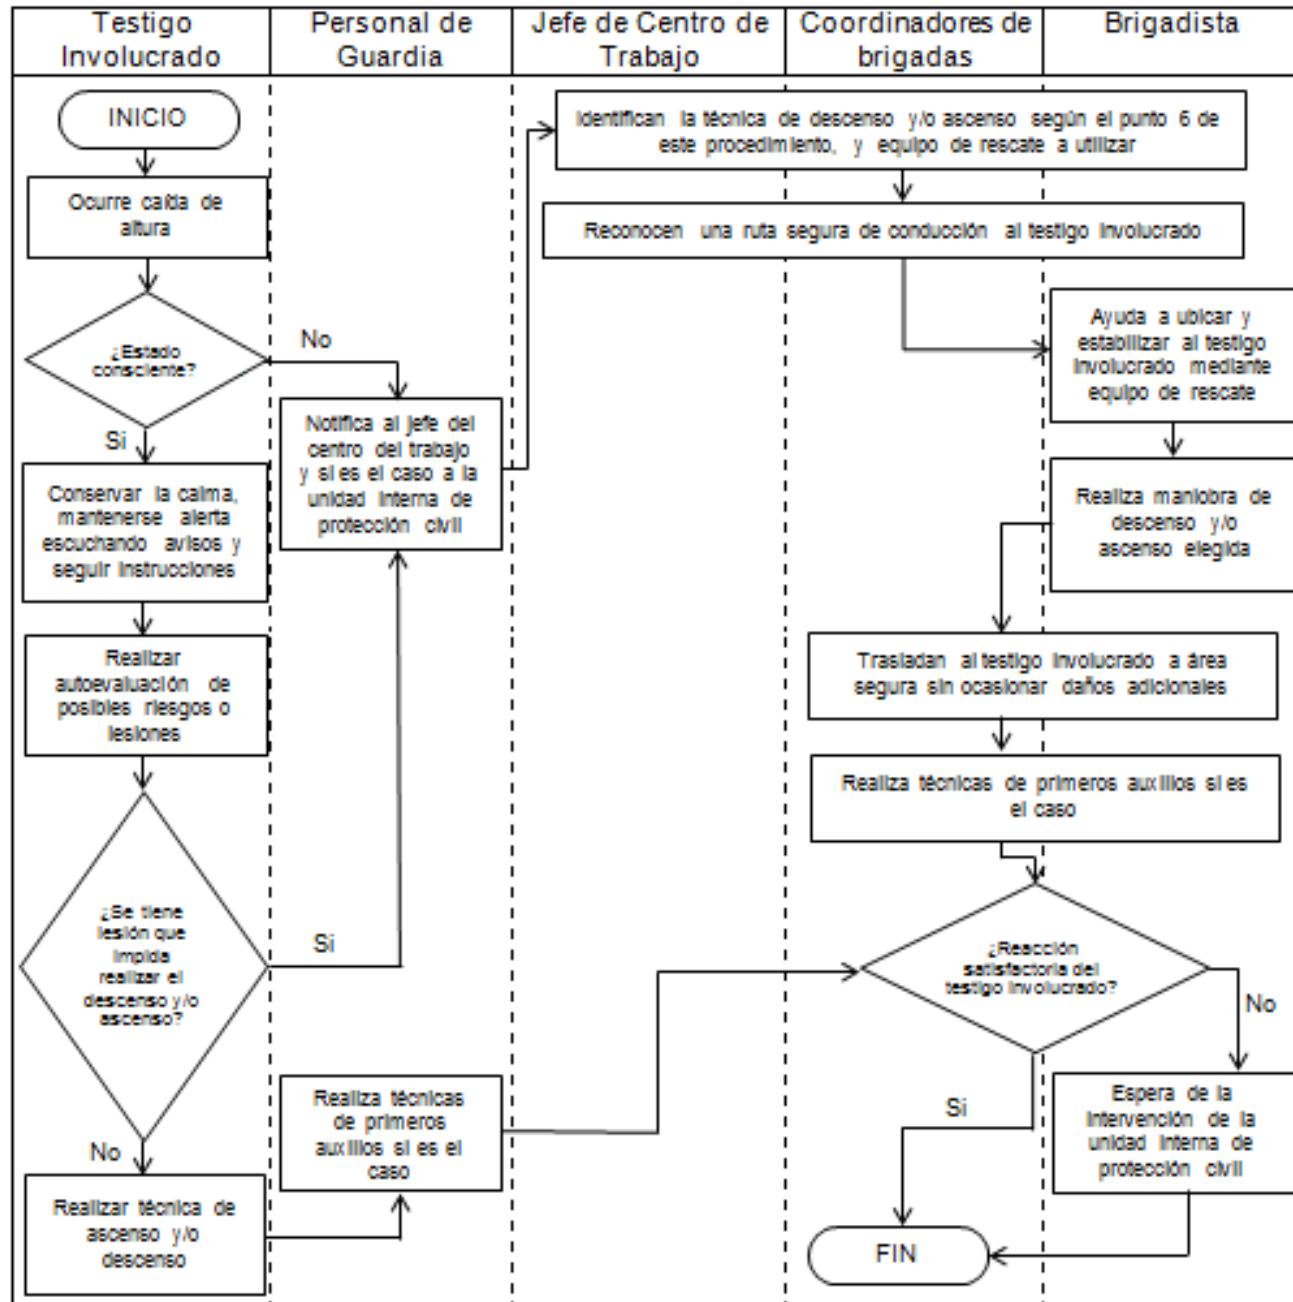 Testigo
Involucrado
Personal de
Guardia
Jefe de Centro de
Trabajo
Coordinadores de
brigadas
Brigadista
INICIO
Ocurre caída de
altura
¿Estado
consciente?
No
Si
Conservar la calma,
mantenerse alerta
escuchando avisos y
seguir instrucciones
Realizar
autoevaluación de
posibles riesgos o
lesiones
¿Se tiene
lesión que
impida
realizar el
descenso y/o
ascenso?
Si
No
Realizar técnica de
ascenso y/o
descenso
Notifica al jefe del
centro del trabajo
y si es el caso a la
unidad interna de
protección civil
Realiza técnicas
de primeros
auxilios si es el
caso
Identifican la técnica de descenso y/o ascenso según el punto 6 de
este procedimiento, y equipo de rescate a utilizar
Reconocen una ruta segura de conducción al testigo involucrado
Ayuda a ubicar y
estabilizar al testigo
involucrado mediante
equipo de rescate
Realiza maniobra de
descenso y/o
ascenso elegida
Trasladan al testigo involucrado a área
segura sin ocasionar daños adicionales
Realiza técnicas de primeros auxilios si es
el caso
¿Reacción
satisfactoria del
testigo involucrado?
No
Si
Espera de la
intervención de la
unidad interna de
protección civil
FIN